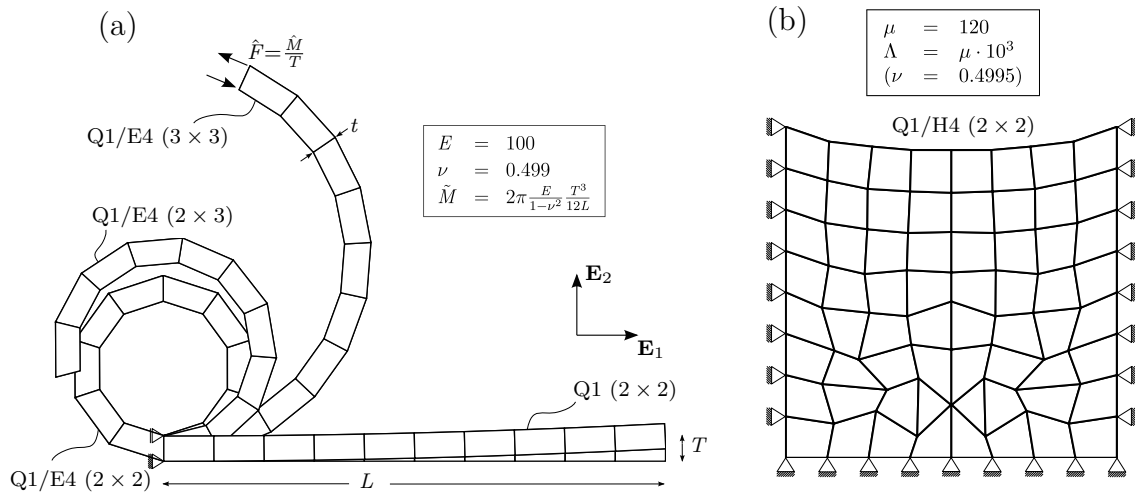 (a)
F̂=M̂/T
Q1/E4 (3 × 3)
t
E = 100
ν = 0.499
M̃ = 2π E/(1−ν²) T³/(12L)
Q1/E4 (2 × 3)
E₂
E₁
Q1 (2 × 2)
T
Q1/E4 (2 × 2)
L
(b)
μ = 120
Λ = μ · 10³
(ν = 0.4995)
Q1/H4 (2 × 2)